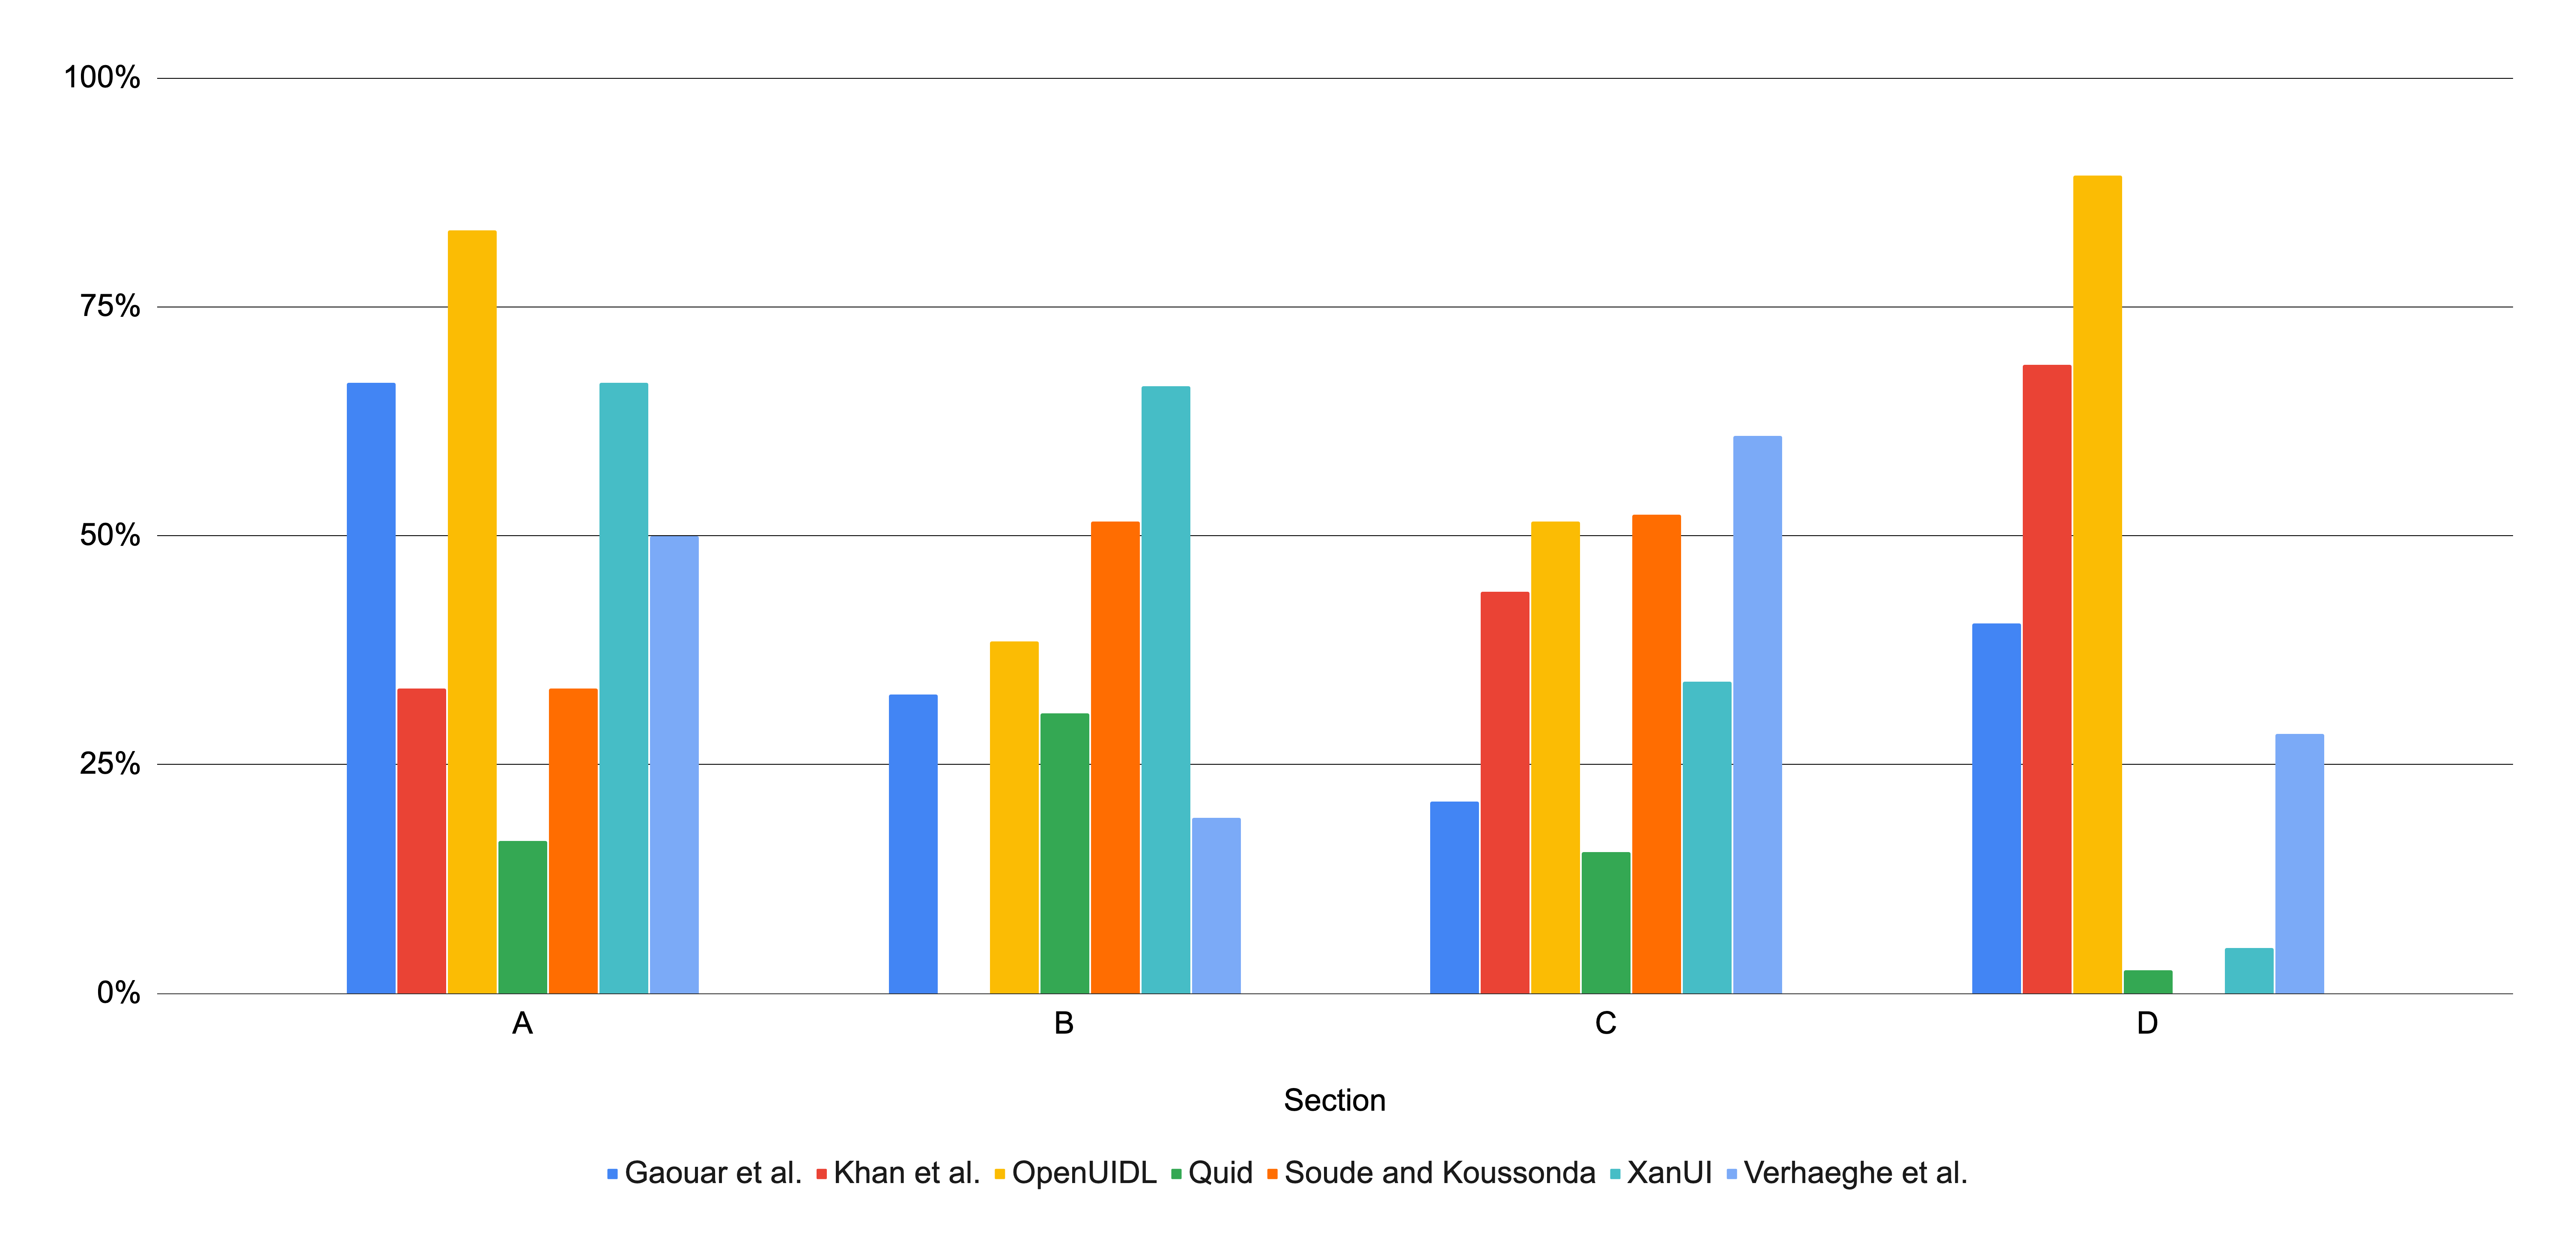 100%
75%
50%
25%
0%
A B C D
Section
Gaouar et al. Khan et al. OpenUIDL Quid Soude and Koussonda XanUI Verhaeghe et al.